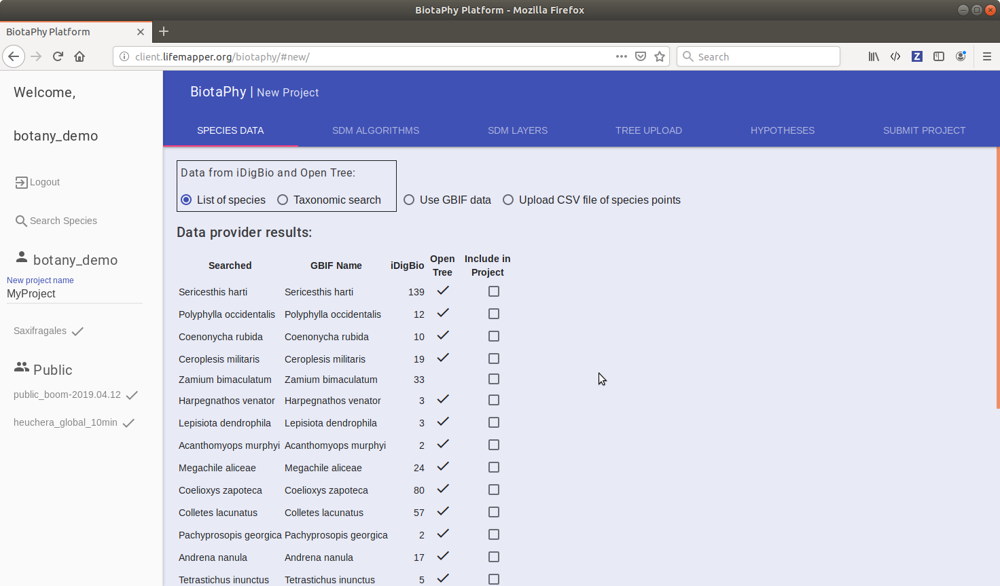 BiotaPhy Platform - Mozilla Firefox
BiotaPhy Platform
client.lifemapper.org/biotaphy/#new/
Search
Z
Welcome,
botany_demo
Logout
Search Species
botany_demo
New project name
MyProject
Saxifragales
Public
public_boom-2019.04.12
heuchera_global_10min
BiotaPhy | New Project
SPECIES DATA SDM ALGORITHMS SDM LAYERS TREE UPLOAD HYPOTHESES SUBMIT PROJECT
Data from iDigBio and Open Tree:
List of species Taxonomic search Use GBIF data Upload CSV file of species points
Data provider results:
Searched GBIF Name iDigBio Open Tree Include in Project
Sericesthis harti Sericesthis harti 139
Polyphylla occidentalis Polyphylla occidentalis 12
Coenonycha rubida Coenonycha rubida 10
Ceroplesis militaris Ceroplesis militaris 19
Zamium bimaculatum Zamium bimaculatum 33
Harpegnathos venator Harpegnathos venator 3
Lepisiota dendrophila Lepisiota dendrophila 3
Acanthomyops murphyi Acanthomyops murphyi 2
Megachile aliceae Megachile aliceae 24
Coelioxys zapoteca Coelioxys zapoteca 80
Colletes lacunatus Colletes lacunatus 57
Pachyprosopis georgica Pachyprosopis georgica 2
Andrena nanula Andrena nanula 17
Tetrastichus inunctus Tetrastichus inunctus 5